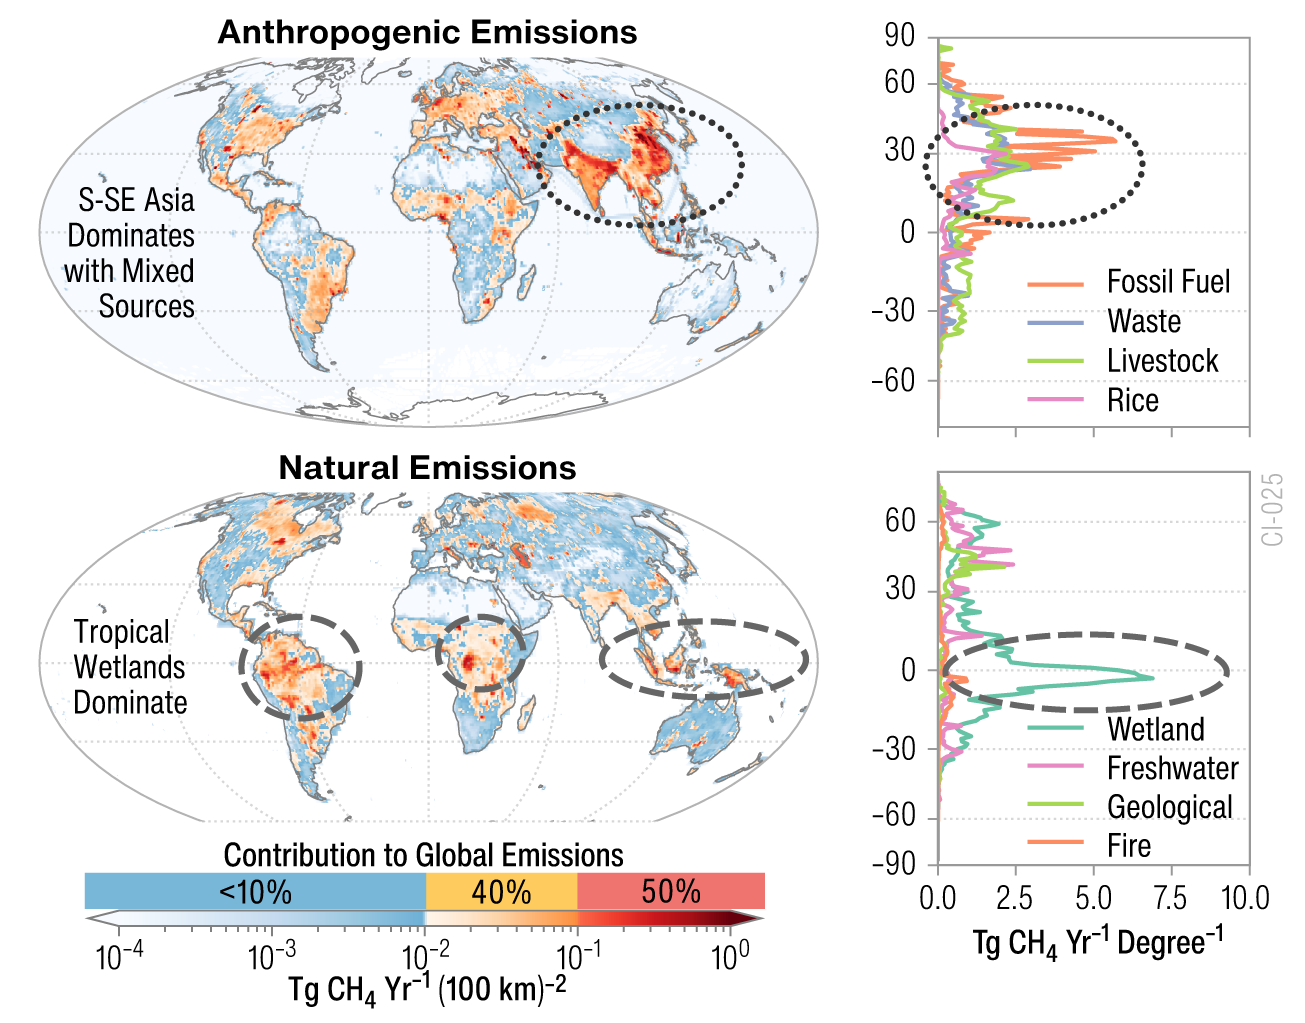 Anthropogenic Emissions
S-SE Asia
Dominates
with Mixed
Sources
90
60
30
0
−30
−60
Fossil Fuel
Waste
Livestock
Rice
Natural Emissions
Tropical
Wetlands
Dominate
60
30
0
−30
−60
−90
Wetland
Freshwater
Geological
Fire
0.0 2.5 5.0 7.5 10.0
Tg CH₄ Yr⁻¹ Degree⁻¹
CI-025
Contribution to Global Emissions
<10% 40% 50%
10⁻⁴ 10⁻³ 10⁻² 10⁻¹ 10⁰
Tg CH₄ Yr⁻¹ (100 km)⁻²